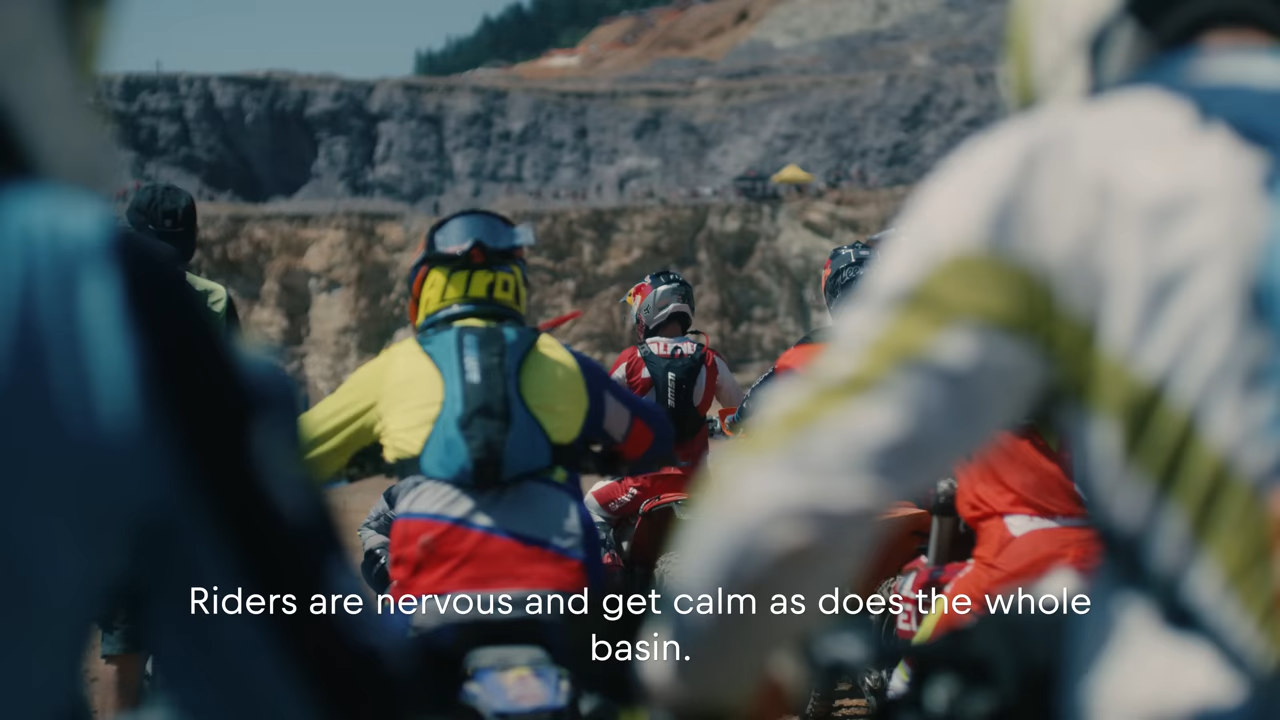 Riders are nervous and get calm as does the whole
basin.